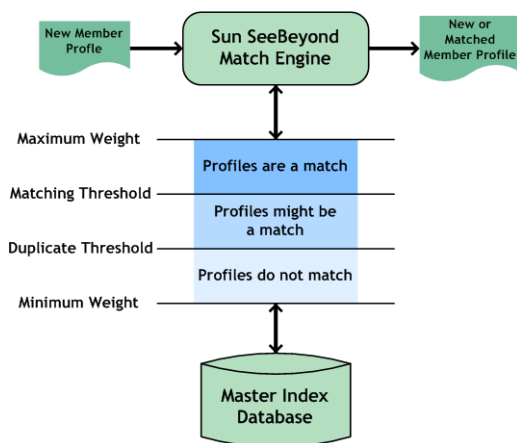 New Member
Profle
Sun SeeBeyond
Match Engine
New or
Matched
Member Profile
Maximum Weight
Profiles are a match
Matching Threshold
Profiles might be
a match
Duplicate Threshold
Profiles do not match
Minimum Weight
Master Index
Database